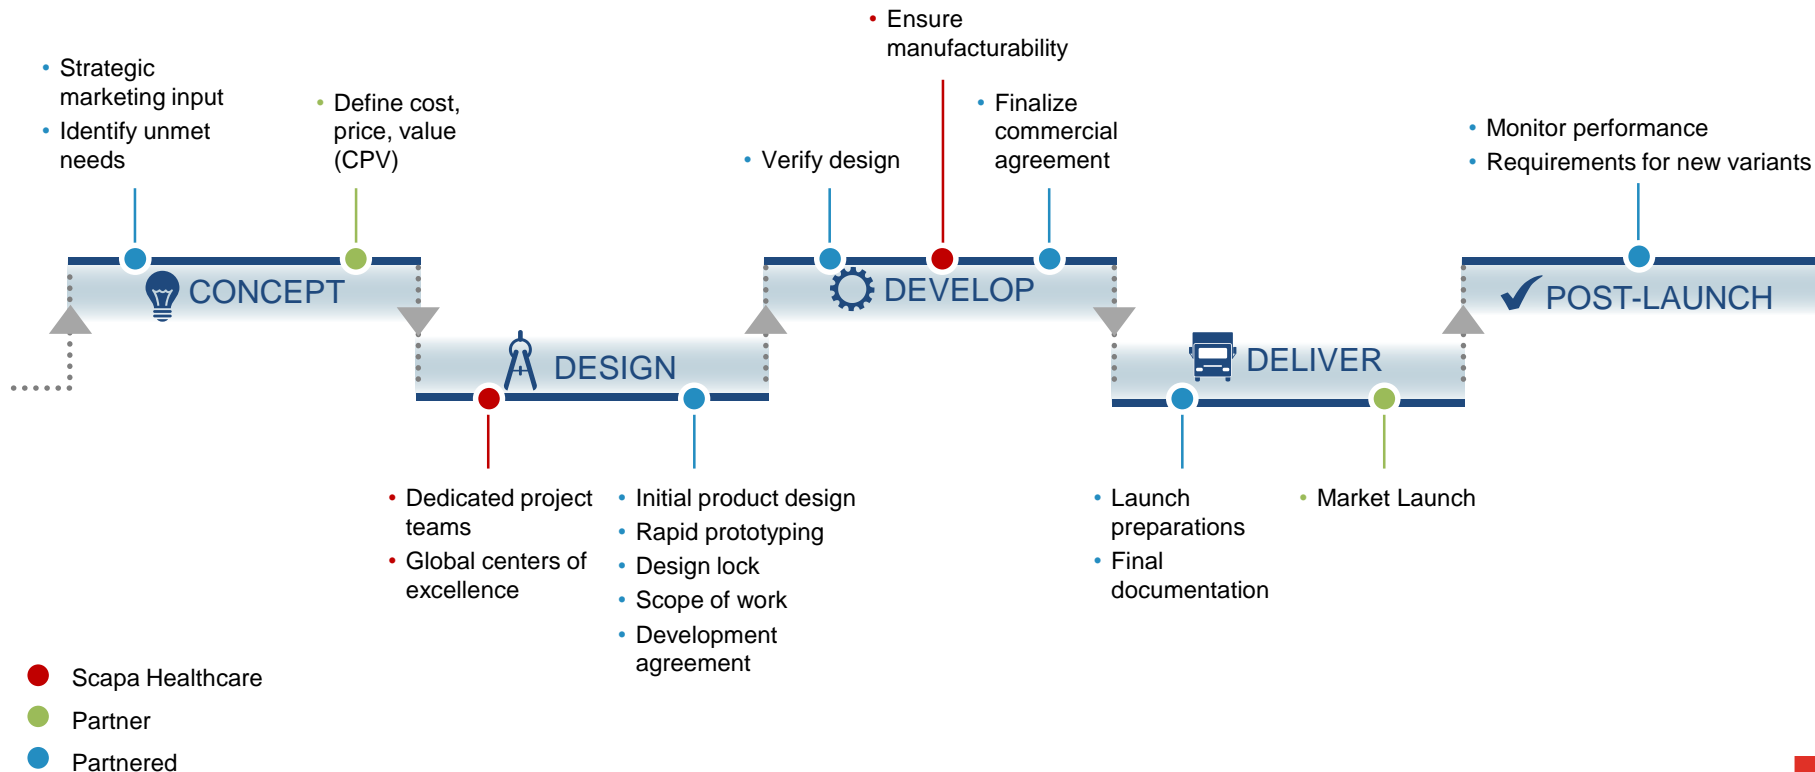 • Ensure
manufacturability
• Strategic
marketing input
• Identify unmet
needs
• Define cost,
price, value
(CPV)
• Verify design
• Finalize
commercial
agreement
• Monitor performance
• Requirements for new variants
CONCEPT
DEVELOP
POST-LAUNCH
DESIGN
DELIVER
• Dedicated project
teams
• Global centers of
excellence
• Initial product design
• Rapid prototyping
• Design lock
• Scope of work
• Development
agreement
• Launch
preparations
• Final
documentation
• Market Launch
Scapa Healthcare
Partner
Partnered